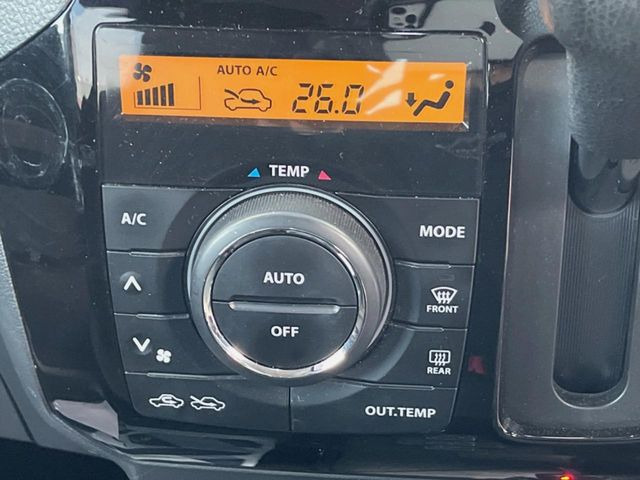 AUTO A/C
26.0
TEMP
A/C
MODE
AUTO
OFF
FRONT
REAR
OUT.TEMP